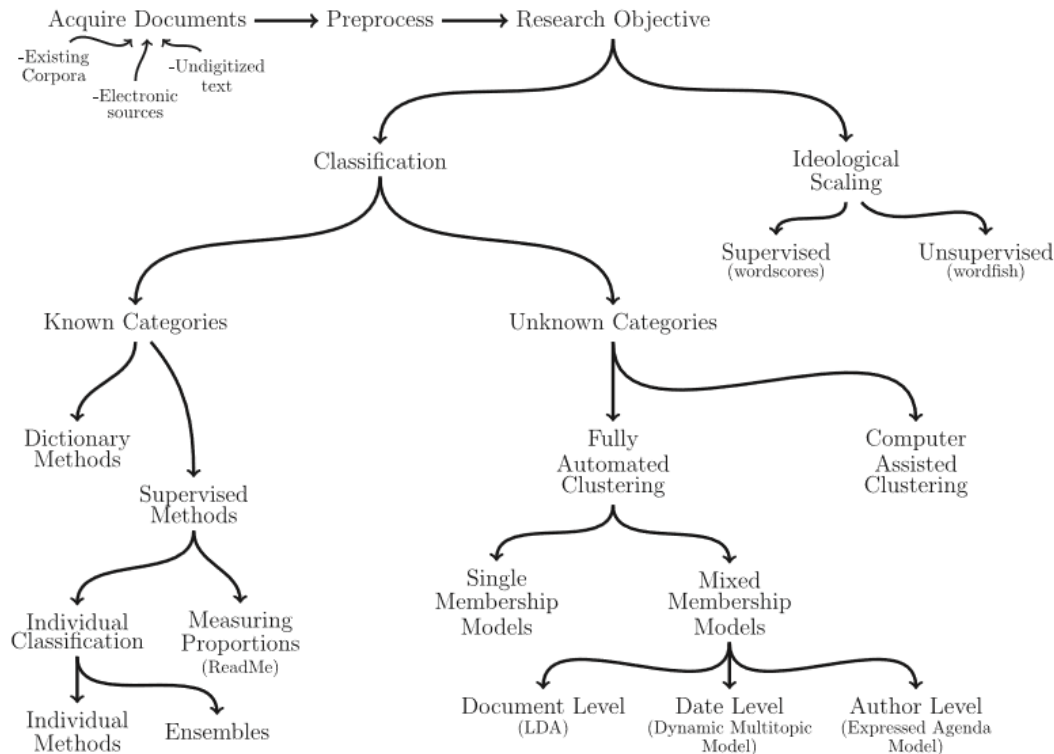 Acquire Documents
Preprocess
Research Objective
-Existing
Corpora
-Electronic
sources
-Undigitized
text
Classification
Ideological
Scaling
Supervised
(wordscores)
Unsupervised
(wordfish)
Known Categories
Unknown Categories
Dictionary
Methods
Supervised
Methods
Fully
Automated
Clustering
Computer
Assisted
Clustering
Individual
Classification
Measuring
Proportions
(ReadMe)
Single
Membership
Models
Mixed
Membership
Models
Individual
Methods
Ensembles
Document Level
(LDA)
Date Level
(Dynamic Multitopic
Model)
Author Level
(Expressed Agenda
Model)